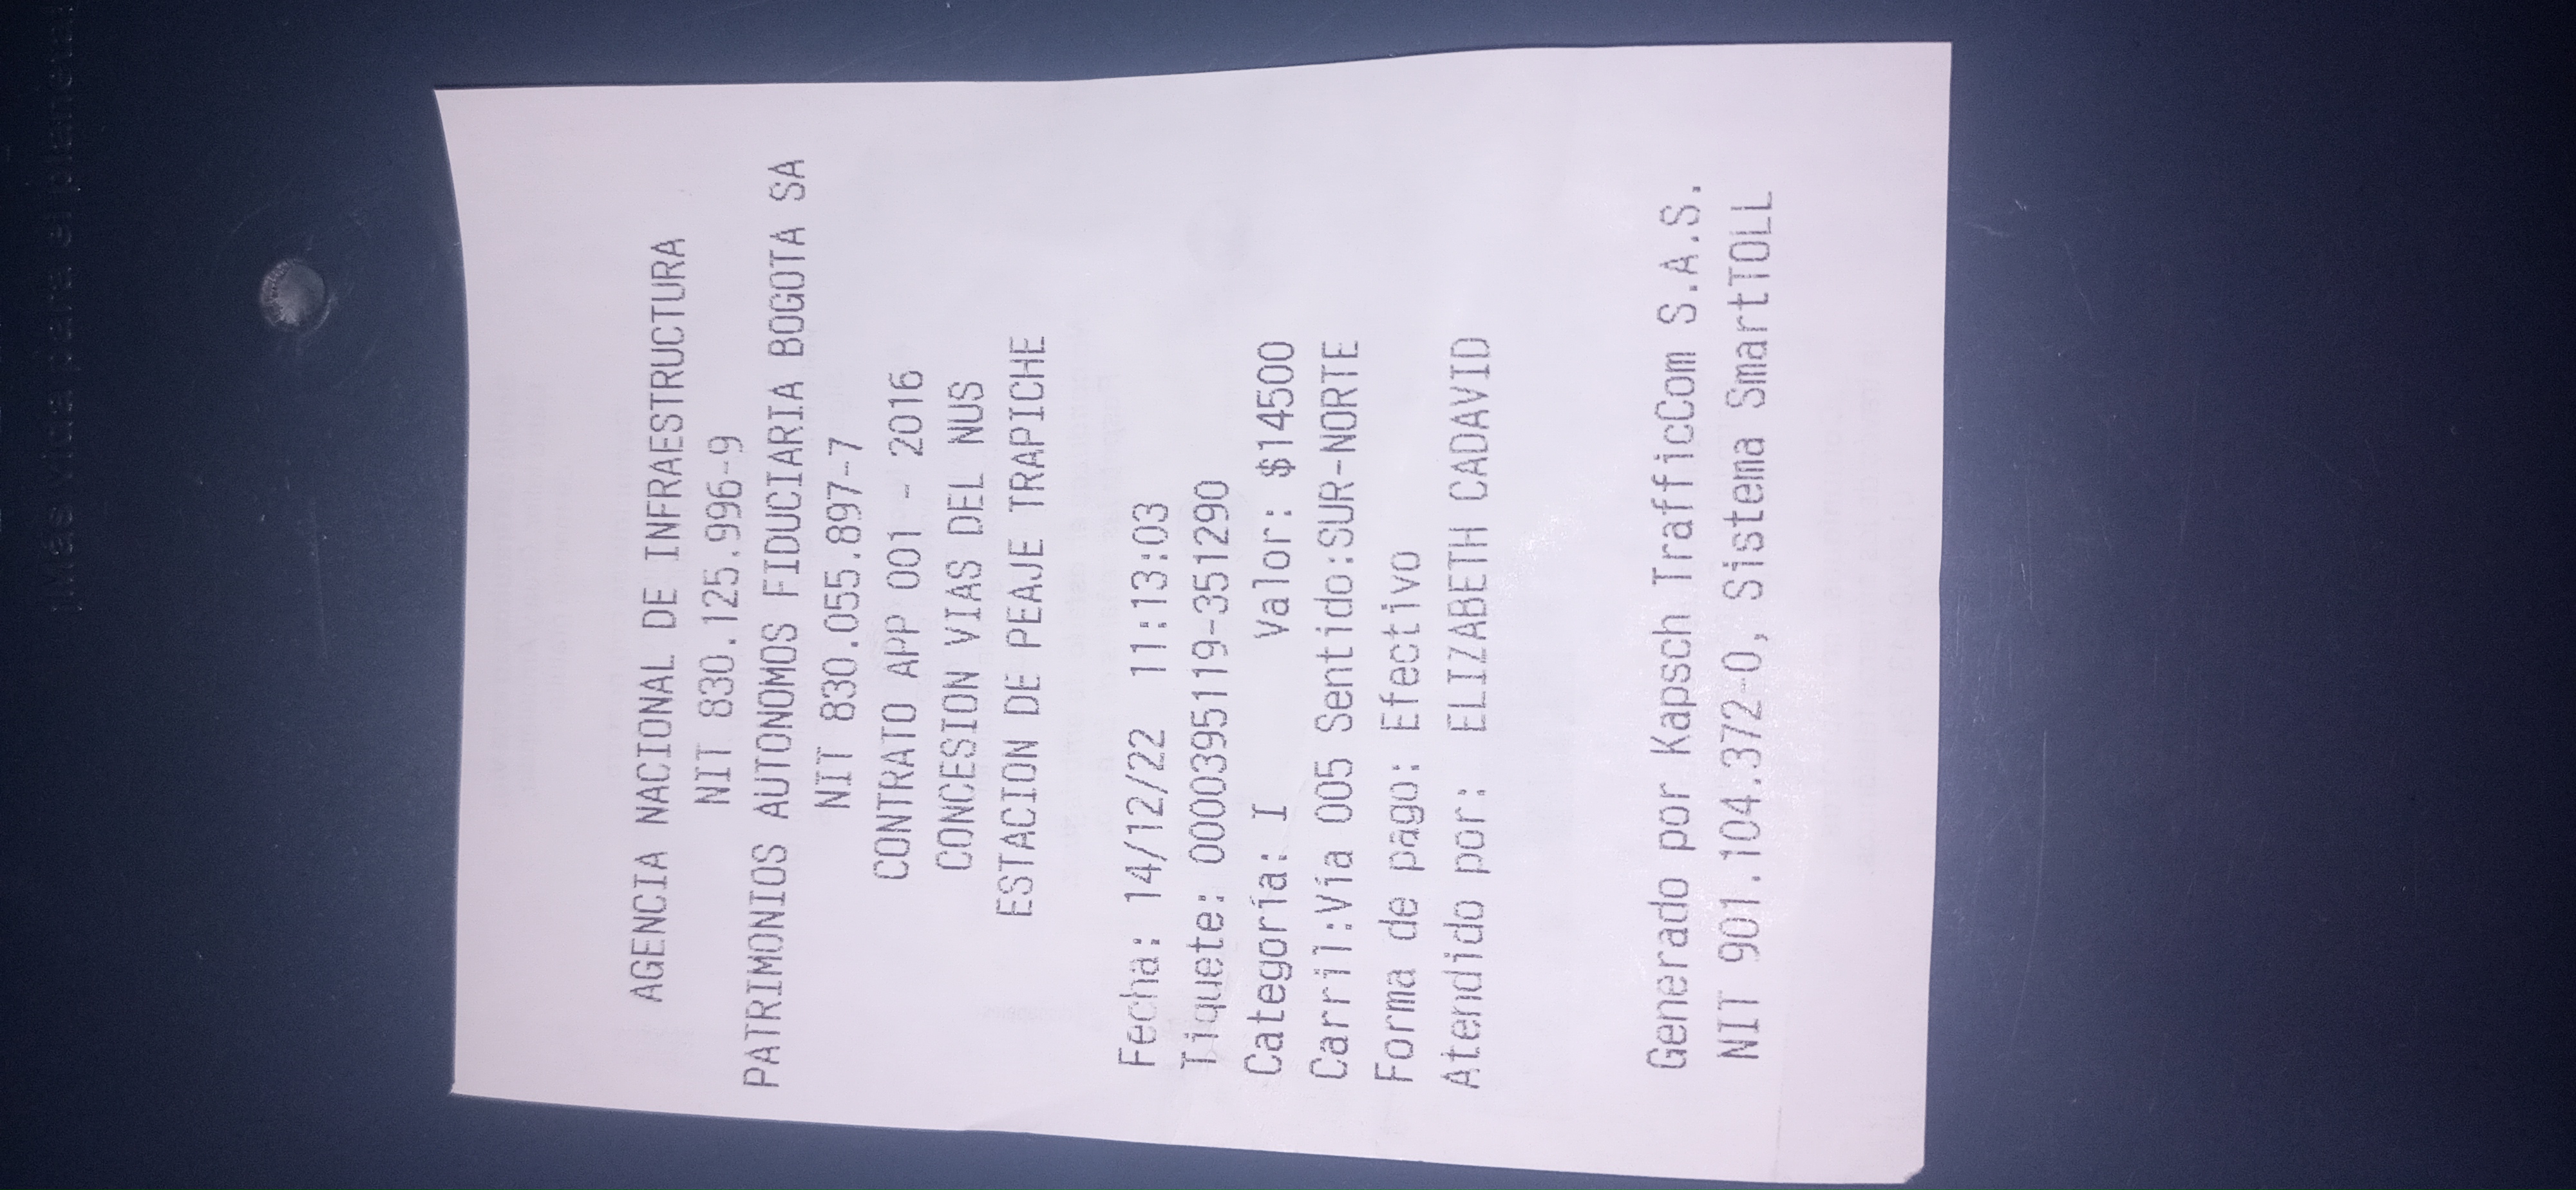 AGENCIA NACIONAL DE INFRAESTRUCTURA
NIT 830.125.996-9
PATRIMONIOS AUTONOMOS FIDUCIARIA BOGOTA SA
NIT 830.055.897-7
CONTRATO APP 001 - 2016
CONCESION VIAS DEL NUS
ESTACION DE PEAJE TRAPICHE
Fecha: 14/12/22 11:13:03
Tiquete: 0000395119-351290
Categoría: I Valor: $14500
Carril:Vía 005 Sentido:SUR-NORTE
Forma de pago: Efectivo
Atendido por: ELIZABETH CADAVID
Generado por Kapsch TrafficCom S.A.S.
NIT 901.104.372-0, Sistema SmartTOLL